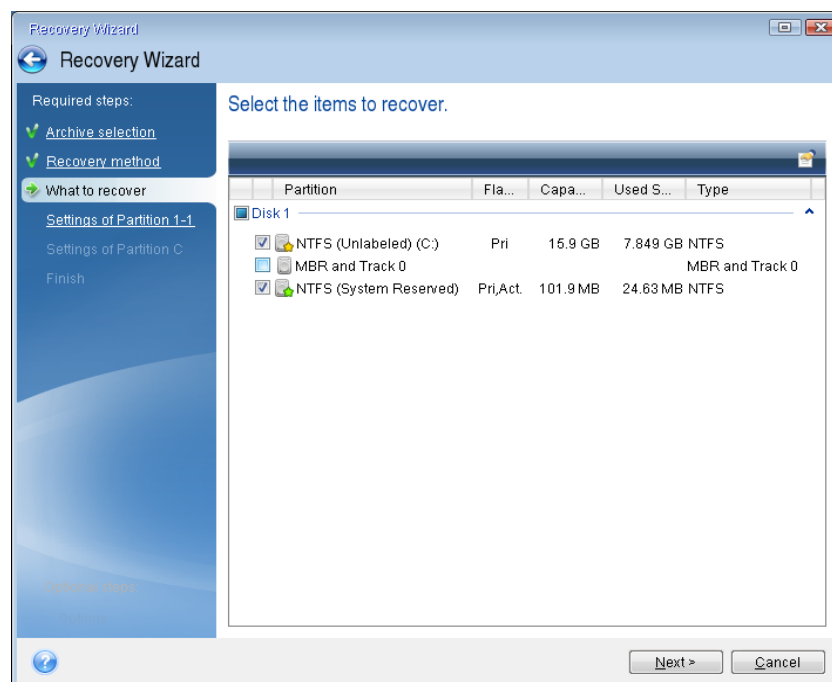 Recovery Wizard
Recovery Wizard
Required steps:
Archive selection
Recovery method
What to recover
Settings of Partition 1-1
Settings of Partition C
Finish
Select the items to recover.
Partition Fla... Capa... Used S... Type
Disk 1
NTFS (Unlabeled) (C:) Pri 15.9 GB 7.849 GB NTFS
MBR and Track 0 MBR and Track 0
NTFS (System Reserved) Pri,Act. 101.9 MB 24.63 MB NTFS
Next >
Cancel